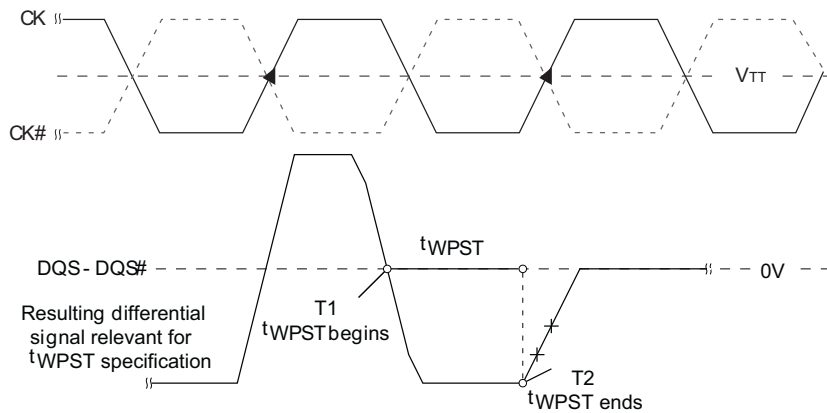 CK
VTT
CK#
tWPST
DQS - DQS#
0V
Resulting differential
signal relevant for
tWPST specification
T1
tWPST begins
T2
tWPST ends